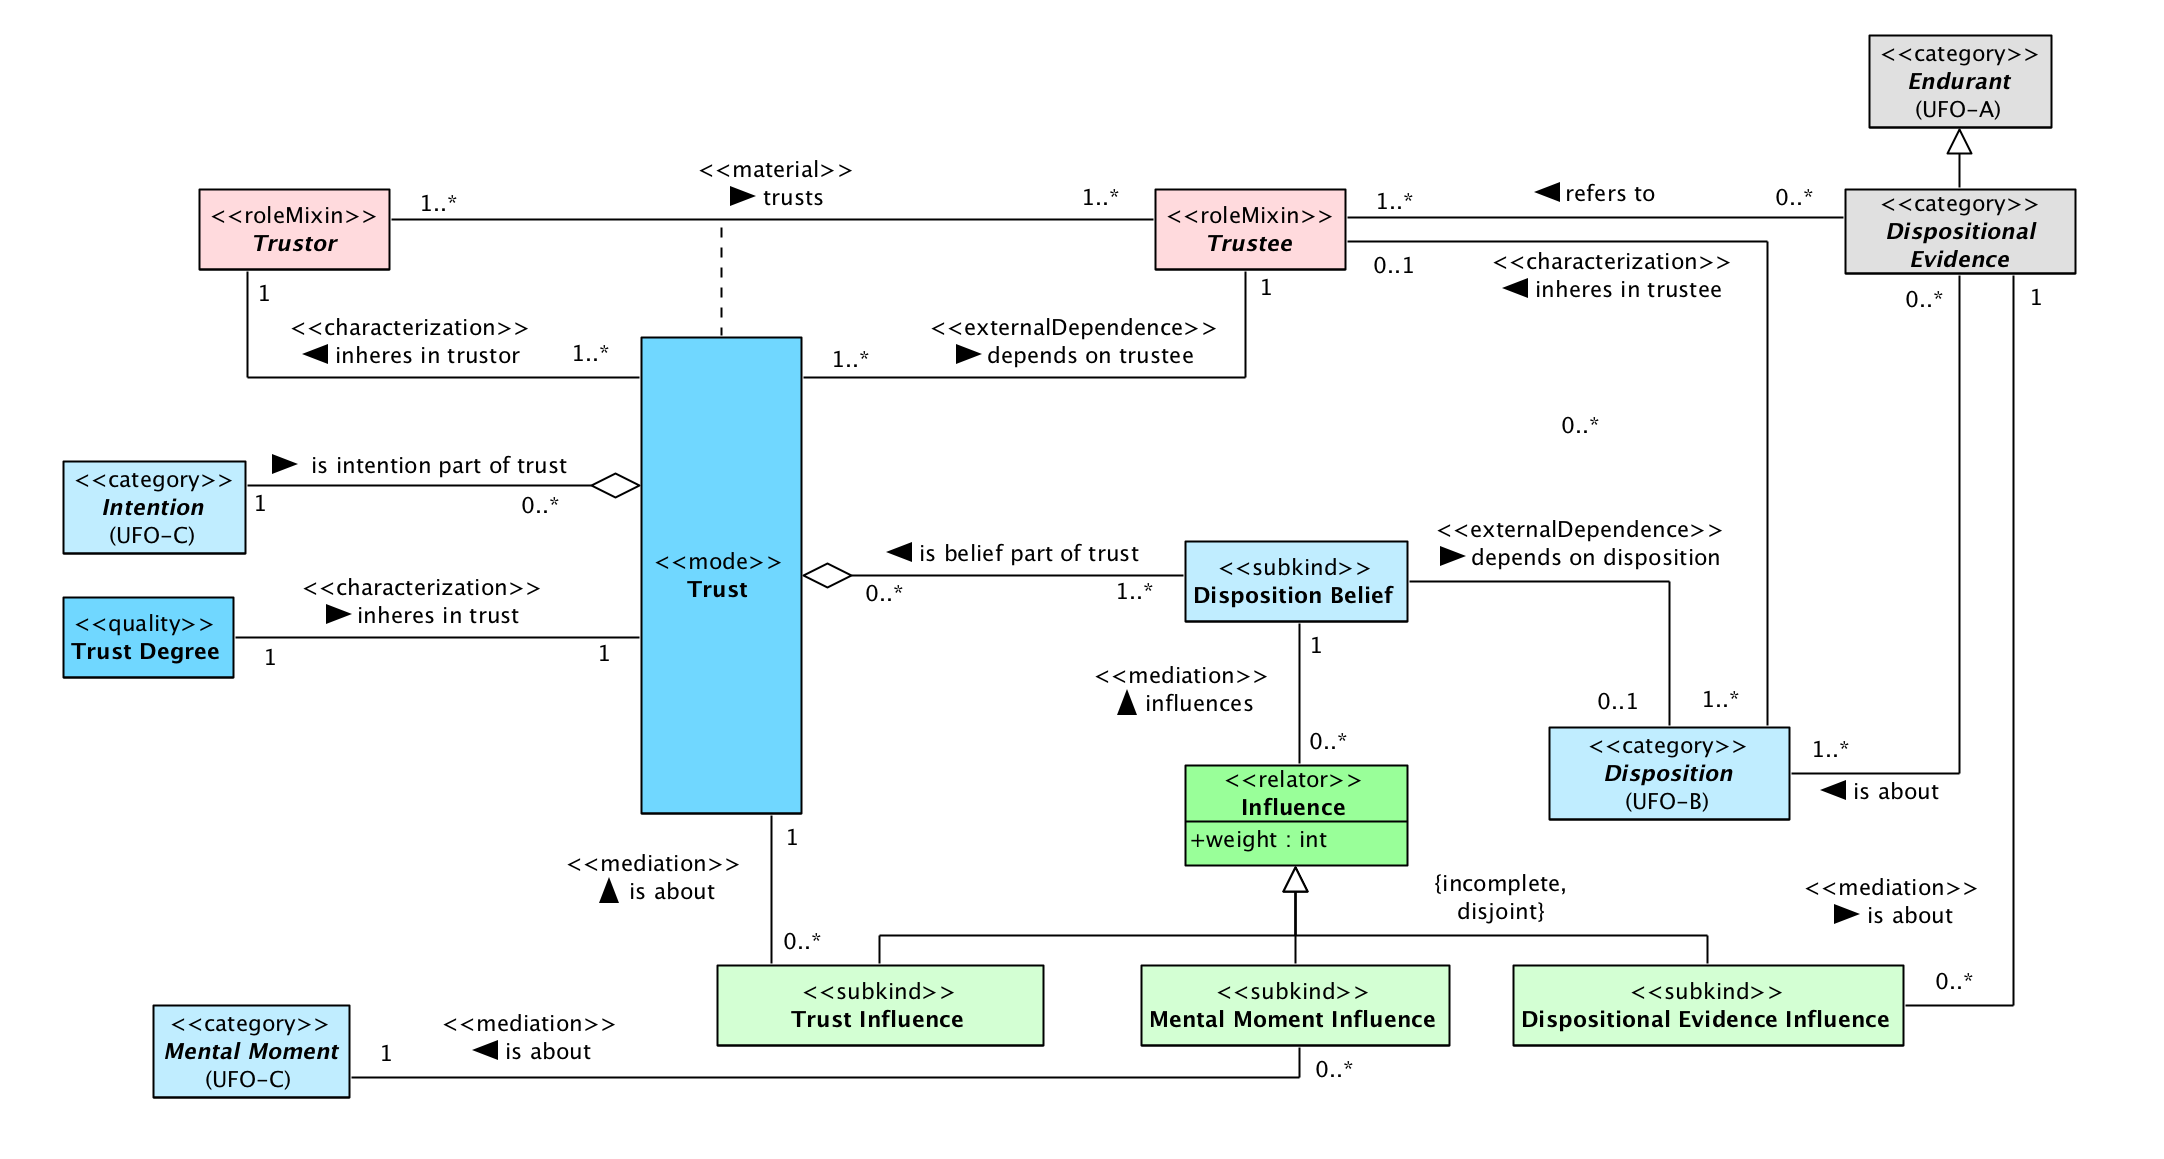 <<category>>
Endurant
(UFO-A)
<<material>>
trusts
1..*
1..*
<<roleMixin>>
Trustor
<<roleMixin>>
Trustee
1..*
refers to
0..*
<<category>>
Dispositional
Evidence
0..1
<<characterization>>
inheres in trustee
1
<<characterization>>
inheres in trustor
1..*
1..*
<<externalDependence>>
depends on trustee
1
0..*
1
0..*
<<category>>
Intention
(UFO-C)
is intention part of trust
1
0..*
<<mode>>
Trust
is belief part of trust
0..*
1..*
<<subkind>>
Disposition Belief
<<externalDependence>>
depends on disposition
<<quality>>
Trust Degree
<<characterization>>
inheres in trust
1
1
1
<<mediation>>
influences
0..*
0..1
1..*
<<category>>
Disposition
(UFO-B)
1..*
is about
<<relator>>
Influence
+weight : int
1
<<mediation>>
is about
0..*
{incomplete,
disjoint}
<<mediation>>
is about
0..*
<<subkind>>
Trust Influence
<<subkind>>
Mental Moment Influence
<<subkind>>
Dispositional Evidence Influence
<<category>>
Mental Moment
(UFO-C)
<<mediation>>
is about
1
0..*